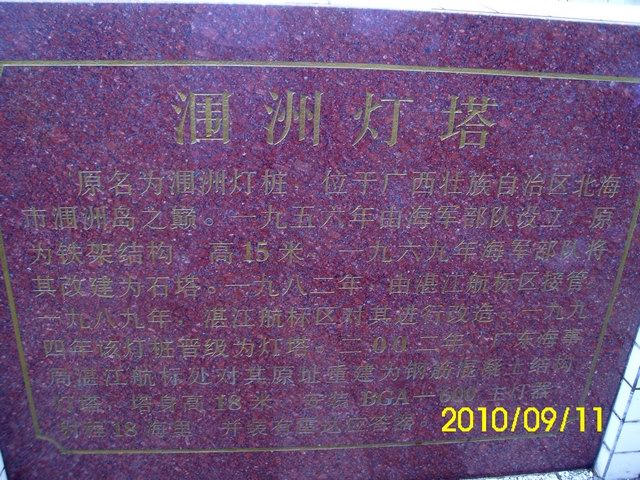 涠洲灯塔
原名为涠洲灯桩，位于广西壮族自治区北海
市涠洲岛之巅。一九五六年由海军部队设立，原
为铁架结构，高15米。一九六九年海军部队将
其改建为石塔。一九八二年，由湛江航标区接管
一九八九年，湛江航标区对其进行改造，一九九
四年该灯桩晋级为灯塔。二00二年，广东海事
局湛江航标处对其原址重建为钢筋混凝土结构
灯塔，塔身高18米，安装BGA—600主灯器，
射程18海里，并装有雷达应答器
2010/09/11